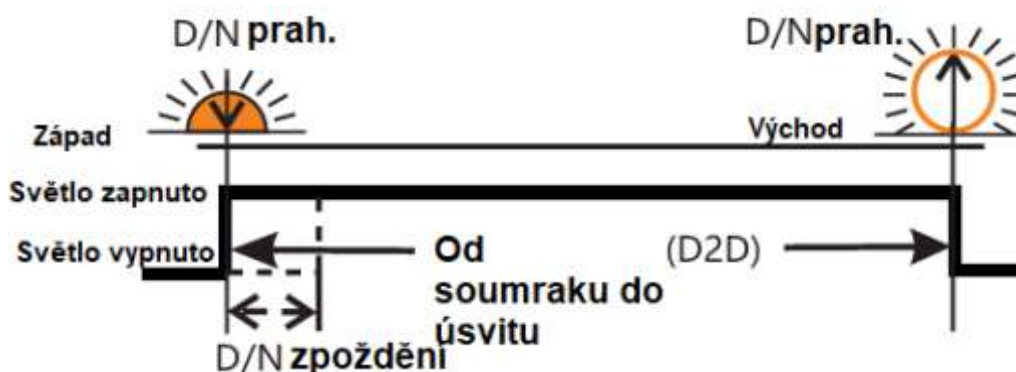 D/N prah.
D/Nprah.
Západ
Východ
Světlo zapnuto
Světlo vypnuto
Od
soumraku do
úsvitu
(D2D)
D/N zpoždění